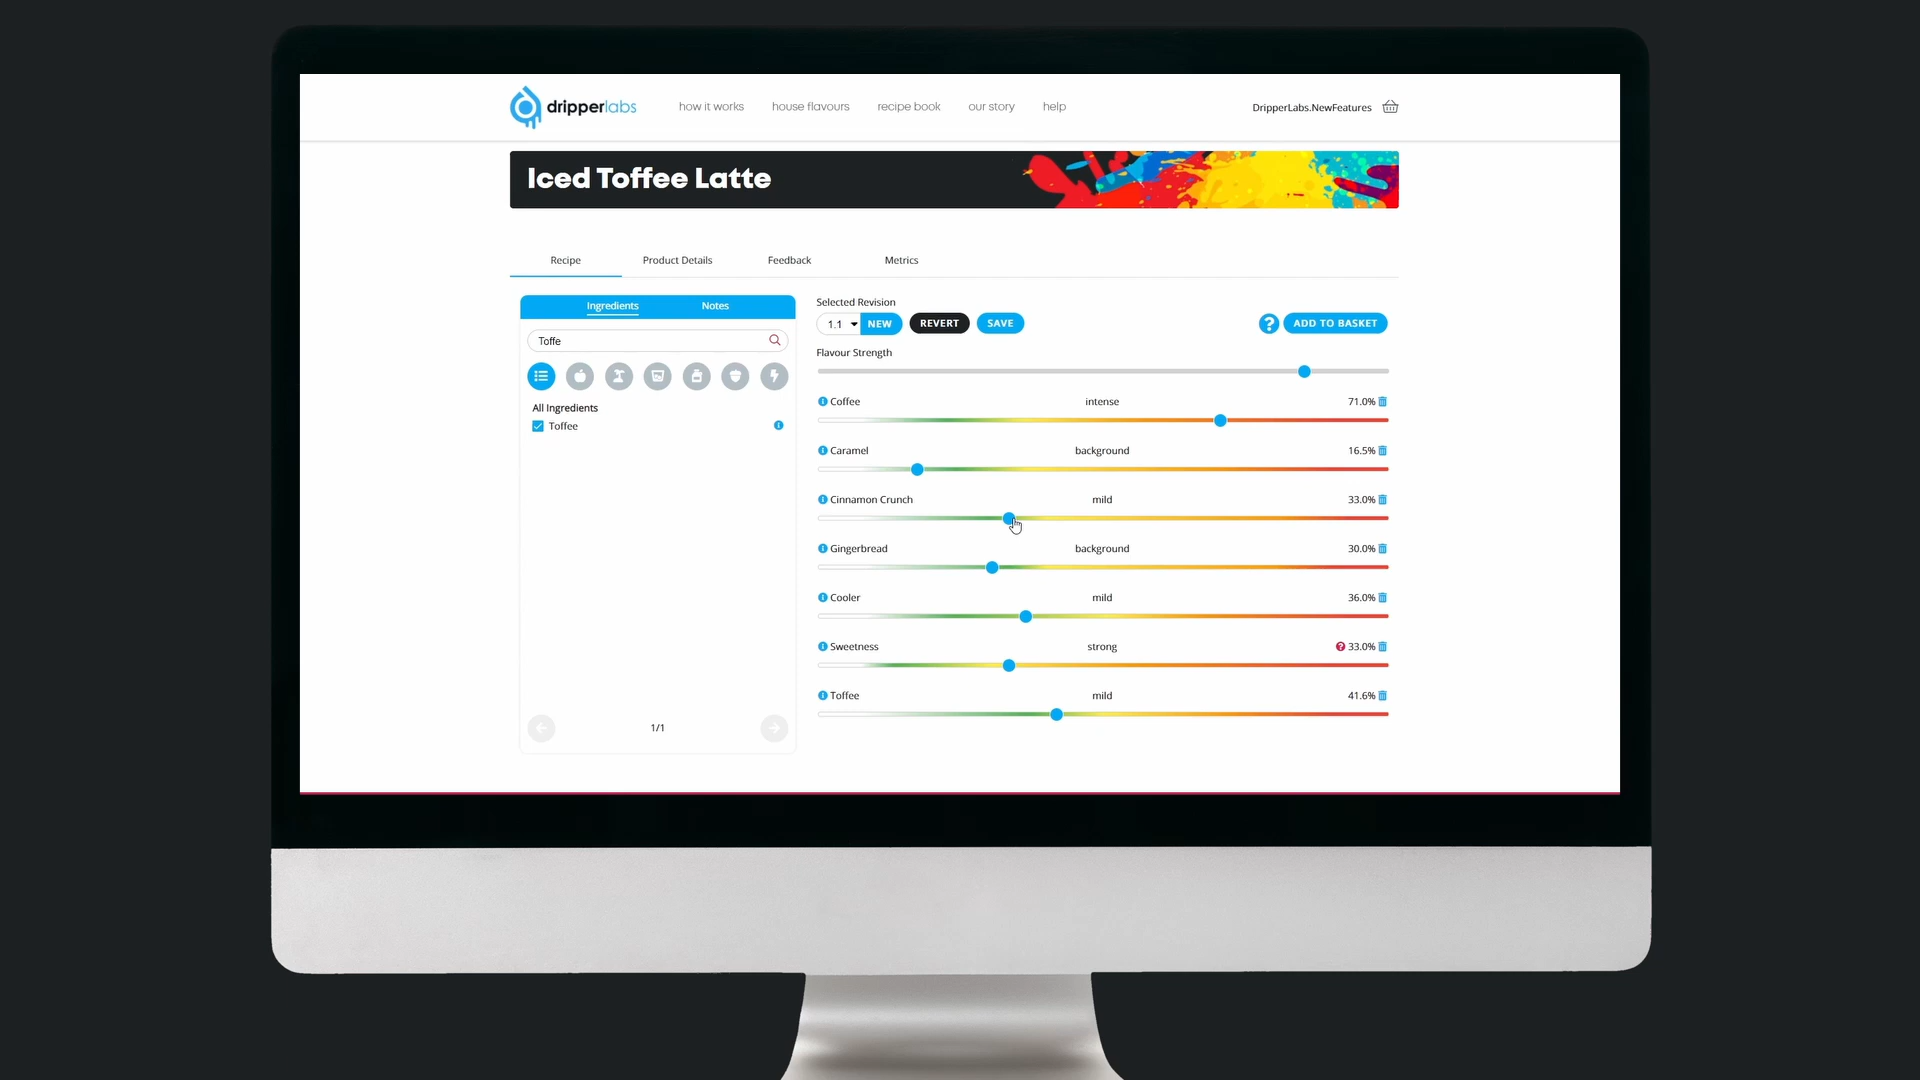 dripperlabs how it works house flavours recipe book our story help DripperLabs.NewFeatures
Iced Toffee Latte
Recipe Product Details Feedback Metrics
Ingredients Notes
Toffe
All Ingredients
Toffee
1/1
Selected Revision
1.1 NEW REVERT SAVE ? ADD TO BASKET
Flavour Strength
Coffee intense 71.0%
Caramel background 16.5%
Cinnamon Crunch mild 33.0%
Gingerbread background 30.0%
Cooler mild 36.0%
Sweetness strong ? 33.0%
Toffee mild 41.6%